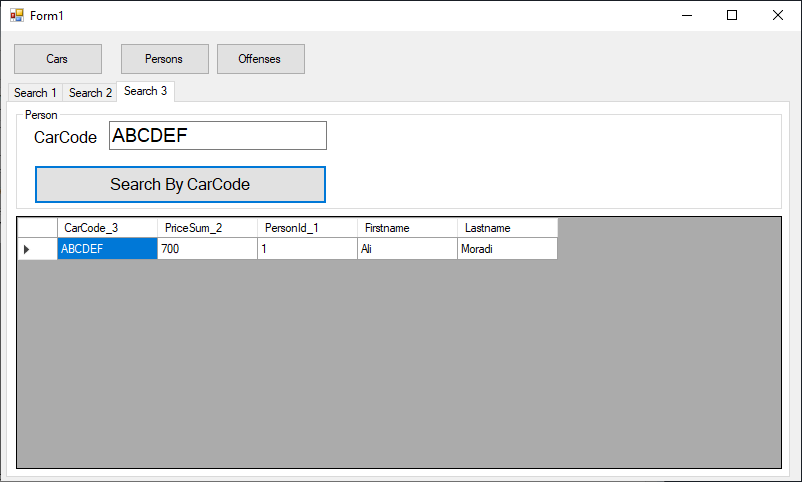 Form1
Cars Persons Offenses
Search 1 Search 2 Search 3
Person
CarCode ABCDEF
Search By CarCode
CarCode_3 PriceSum_2 PersonId_1 Firstname Lastname
ABCDEF 700 1 Ali Moradi